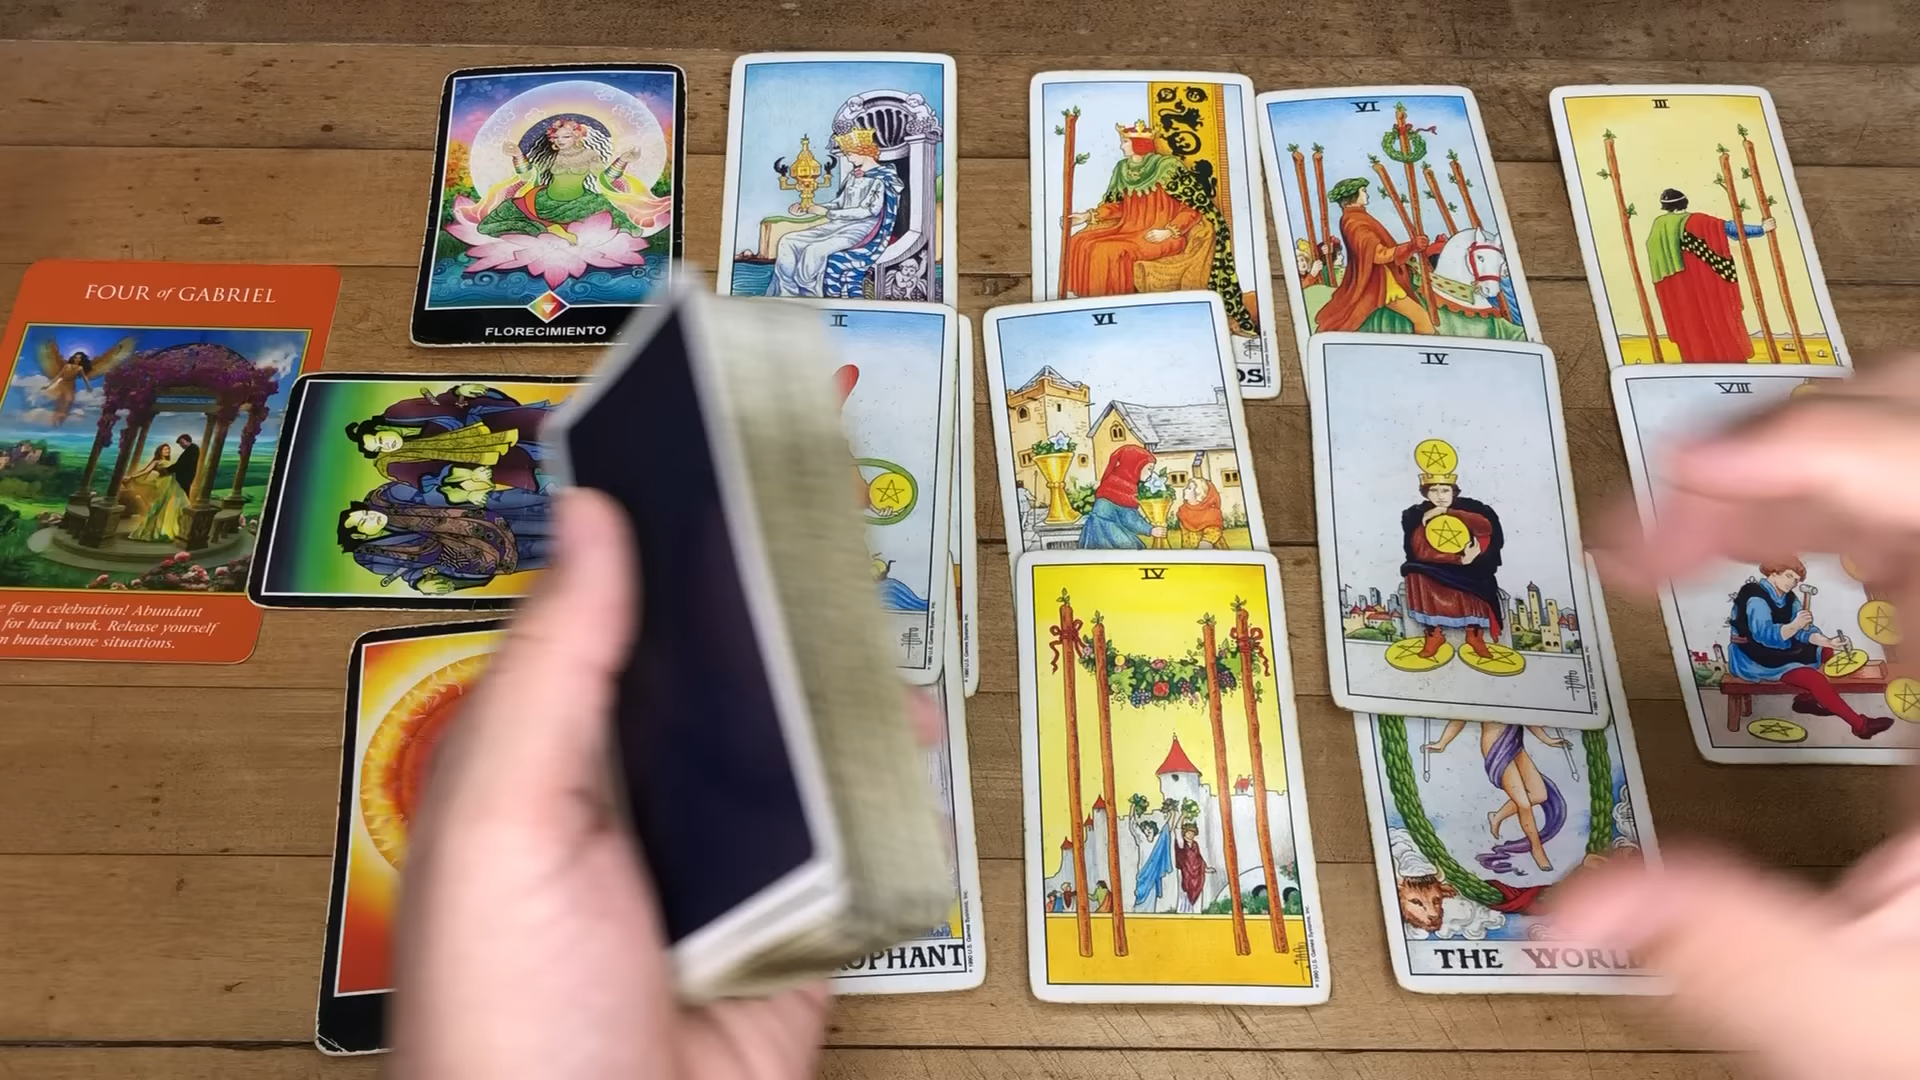 VI
III
FOUR of GABRIEL
FLORECIMIENTO
II
VI
IV
VIII
IV
e for a celebration! Abundant
for hard work. Release yourself
m burdensome situations.
OPHANT
THE WORLD